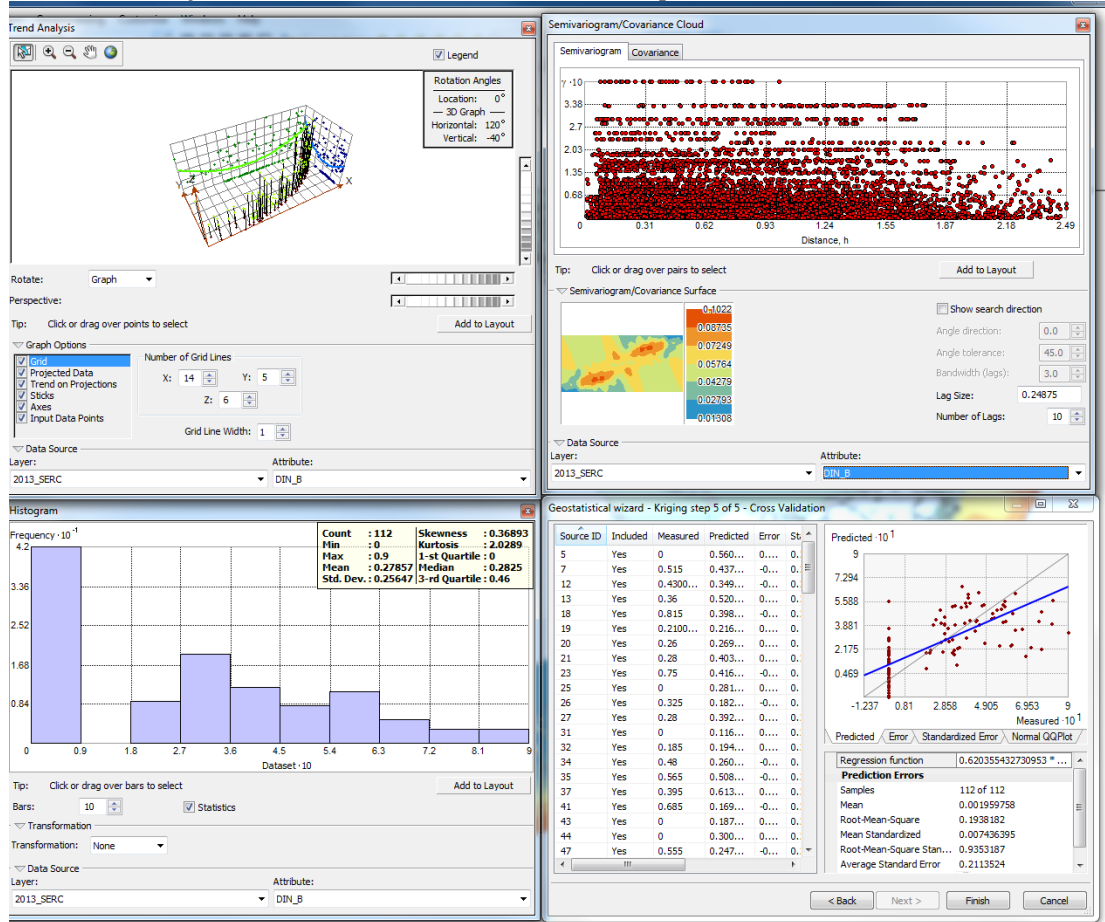 Trend Analysis
Legend
Rotation Angles
Location: 0°
3D Graph
Horizontal: 120°
Vertical: -40°
Y
Z
X
Rotate: Graph
Perspective:
Tip: Click or drag over points to select
Add to Layout
Graph Options
Grid
Projected Data
Trend on Projections
Sticks
Axes
Input Data Points
Number of Grid Lines
X: 14 Y: 5
Z: 6
Grid Line Width: 1
Data Source
Layer: Attribute:
2013_SERC DIN_B
Semivariogram/Covariance Cloud
Semivariogram Covariance
γ ·10
3.38
2.7
2.03
1.35
0.68
0 0.31 0.62 0.93 1.24 1.55 1.87 2.18 2.49
Distance, h
Tip: Click or drag over pairs to select
Add to Layout
Semivariogram/Covariance Surface
0.1022
0.08735
0.07249
0.05764
0.04279
0.02793
0.01308
Show search direction
Angle direction: 0.0
Angle tolerance: 45.0
Bandwidth (lags): 3.0
Lag Size: 0.24875
Number of Lags: 10
Data Source
Layer: Attribute:
2013_SERC DIN_B
Histogram
Frequency ·10 -1
4.2
3.36
2.52
1.68
0.84
0 0.9 1.8 2.7 3.6 4.5 5.4 6.3 7.2 8.1 9
Dataset ·10
Count : 112 Skewness : 0.36893
Min : 0 Kurtosis : 2.0289
Max : 0.9 1-st Quartile : 0
Mean : 0.27857 Median : 0.2825
Std. Dev. : 0.25647 3-rd Quartile : 0.46
Tip: Click or drag over bars to select
Add to Layout
Bars: 10 Statistics
Transformation
Transformation: None
Data Source
Layer: Attribute:
2013_SERC DIN_B
Geostatistical wizard - Kriging step 5 of 5 - Cross Validation
Source ID Included Measured Predicted Error
5 Yes 0 0.560... 0.... 0.
7 Yes 0.515 0.437... -0... 0.
12 Yes 0.4300... 0.349... -0... 0.
13 Yes 0.36 0.520... 0.... 0.
18 Yes 0.815 0.398... -0... 0.
19 Yes 0.2100... 0.216... 0.... 0.
20 Yes 0.26 0.269... 0.... 0.
21 Yes 0.28 0.403... 0.... 0.
23 Yes 0.75 0.416... -0... 0.
25 Yes 0 0.281... 0.... 0.
26 Yes 0.325 0.182... -0... 0.
27 Yes 0.28 0.392... 0.... 0.
31 Yes 0 0.116... 0.... 0.
32 Yes 0.185 0.194... 0.... 0.
34 Yes 0.48 0.260... -0... 0.
35 Yes 0.565 0.508... -0... 0.
37 Yes 0.395 0.613... 0.... 0.
41 Yes 0.685 0.169... -0... 0.
43 Yes 0 0.187... 0.... 0.
44 Yes 0 0.300... 0.... 0.
47 Yes 0.555 0.247... -0... 0.
Predicted ·10 1
9
7.294
5.588
3.881
2.175
0.469
-1.237 0.81 2.858 4.905 6.953 9
Measured ·10 1
Predicted Error Standardized Error Normal QQPlot
Regression function 0.620355432730953 * ...
Prediction Errors
Samples 112 of 112
Mean 0.001959758
Root-Mean-Square 0.1938182
Mean Standardized 0.007436395
Root-Mean-Square Stan... 0.9353187
Average Standard Error 0.2113524
< Back Next > Finish Cancel